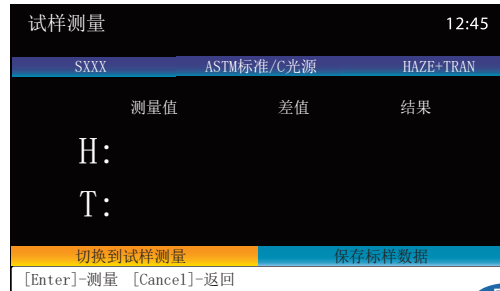 试样测量 12:45
SXXX ASTM标准/C光源 HAZE+TRAN
测量值 差值 结果
H:
T:
切换到试样测量 保存标样数据
[Enter]-测量 [Cancel]-返回